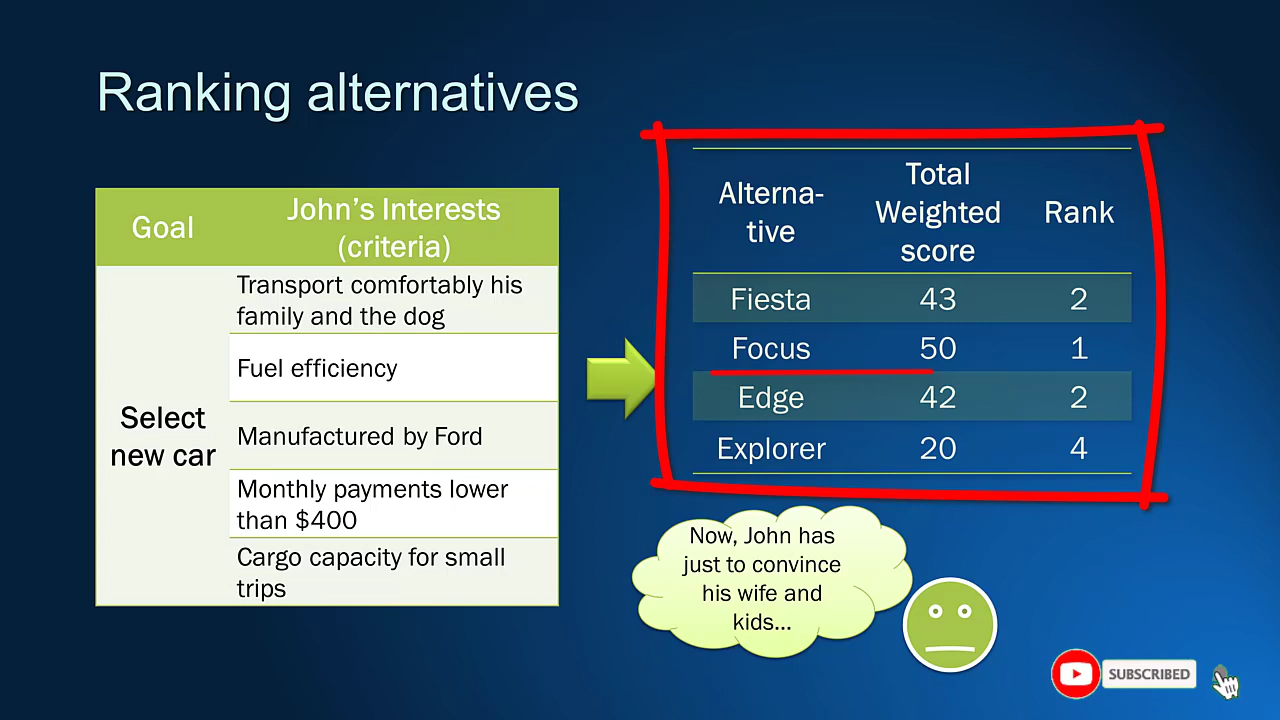 Ranking alternatives
Goal
John's Interests
(criteria)
Select
new car
Transport comfortably his
family and the dog
Fuel efficiency
Manufactured by Ford
Monthly payments lower
than $400
Cargo capacity for small
trips
Alterna-
tive
Total
Weighted
score
Rank
Fiesta 43 2
Focus 50 1
Edge 42 2
Explorer 20 4
Now, John has
just to convince
his wife and
kids...
SUBSCRIBED